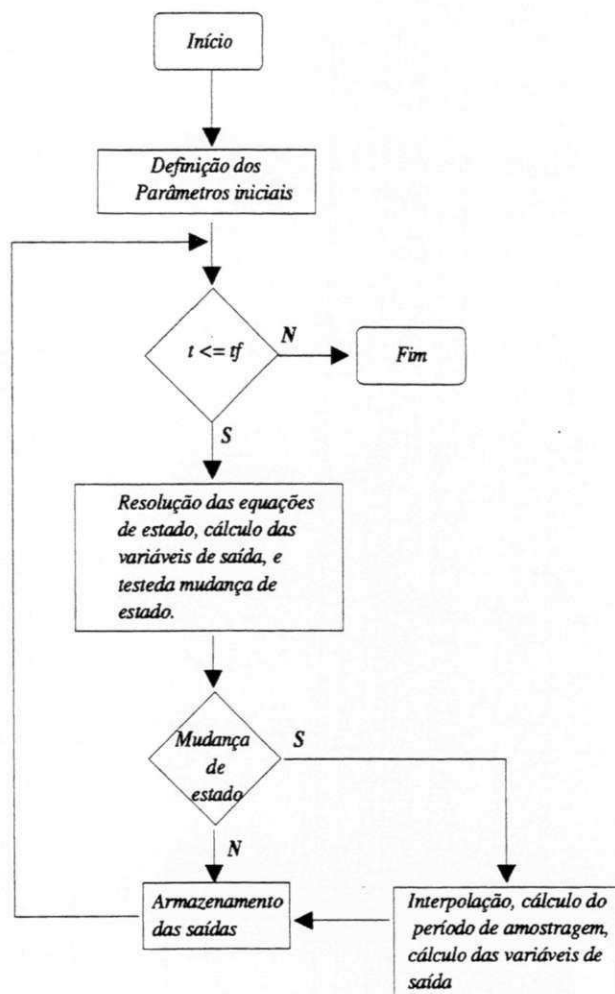 Início
Definição dos
Parâmetros iniciais
t <= tf
N
Fim
S
Resolução das equações
de estado, cálculo das
variáveis de saída, e
testeda mudança de
estado.
Mudança
de
estado
S
N
Armazenamento
das saídas
Interpolação, cálculo do
período de amostragem,
cálculo das variáveis de
saída